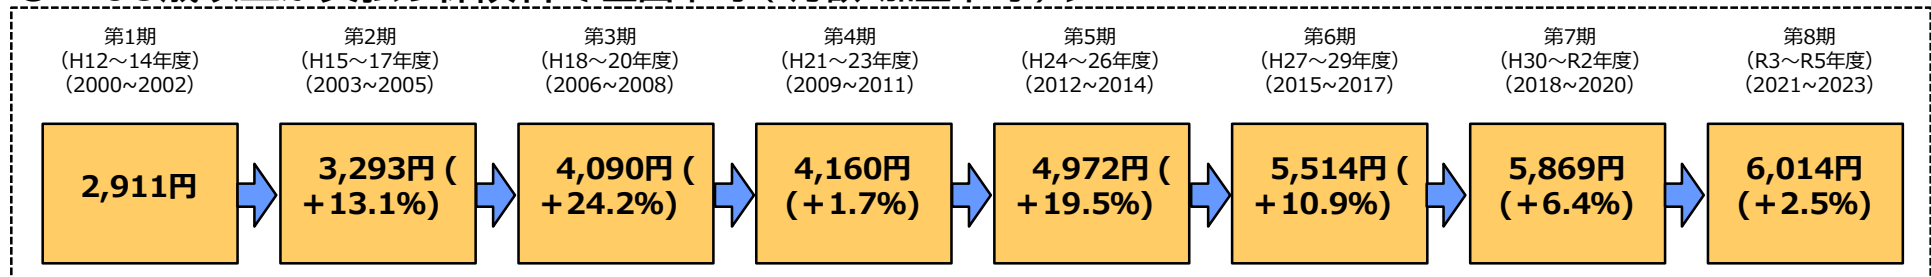 第1期
（H12～14年度）
（2000~2002）
2,911円
第2期
（H15～17年度）
（2003~2005）
3,293円 (
＋13.1%)
第3期
（H18～20年度）
（2006~2008）
4,090円 (
＋24.2%)
第4期
（H21～23年度）
（2009~2011）
4,160円
(＋1.7%)
第5期
（H24～26年度）
（2012~2014）
4,972円 (
＋19.5%)
第6期
（H27～29年度）
（2015~2017）
5,514円 (
＋10.9%)
第7期
（H30～R2年度）
（2018~2020）
5,869円
(＋6.4%)
第8期
（R3～R5年度）
（2021~2023）
6,014円
(＋2.5%)